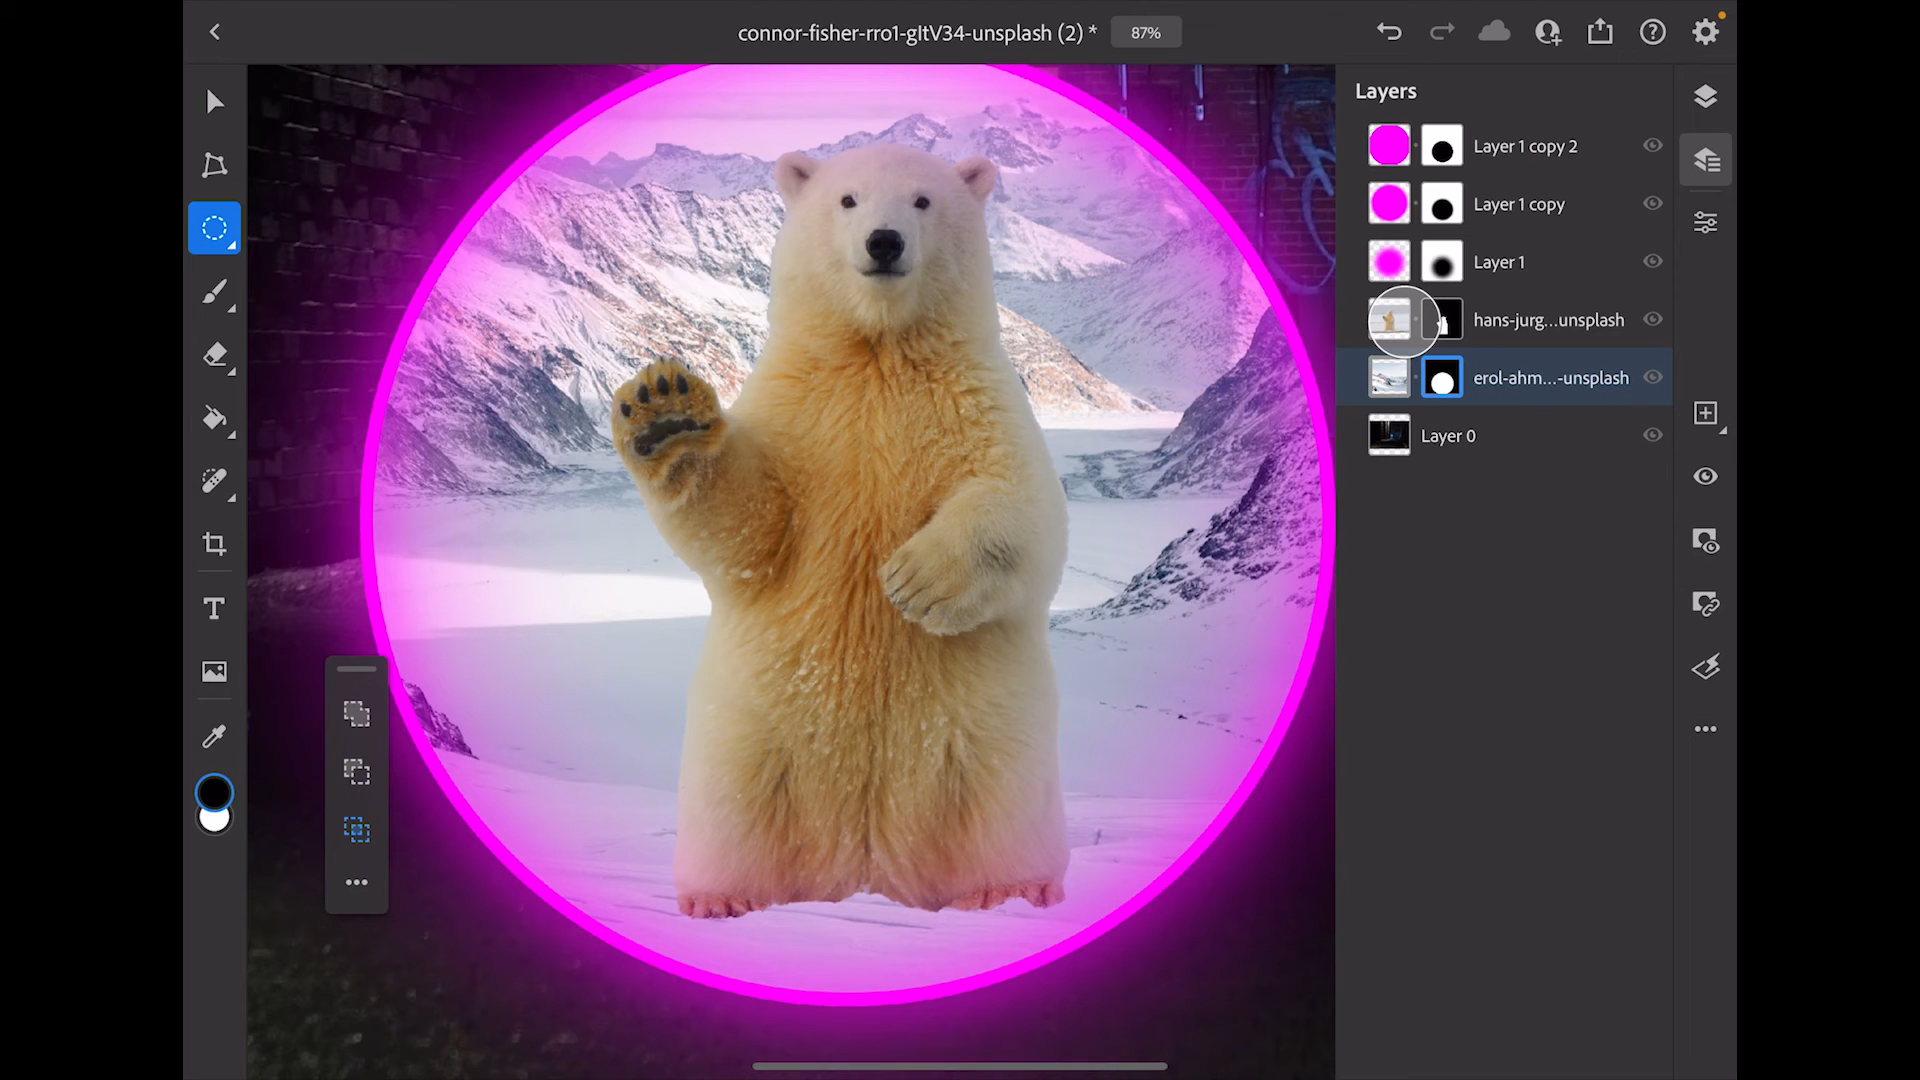 connor-fisher-rro1-gItV34-unsplash (2) *
87%
Layers
Layer 1 copy 2
Layer 1 copy
Layer 1
hans-jurg...unsplash
erol-ahm...-unsplash
Layer 0